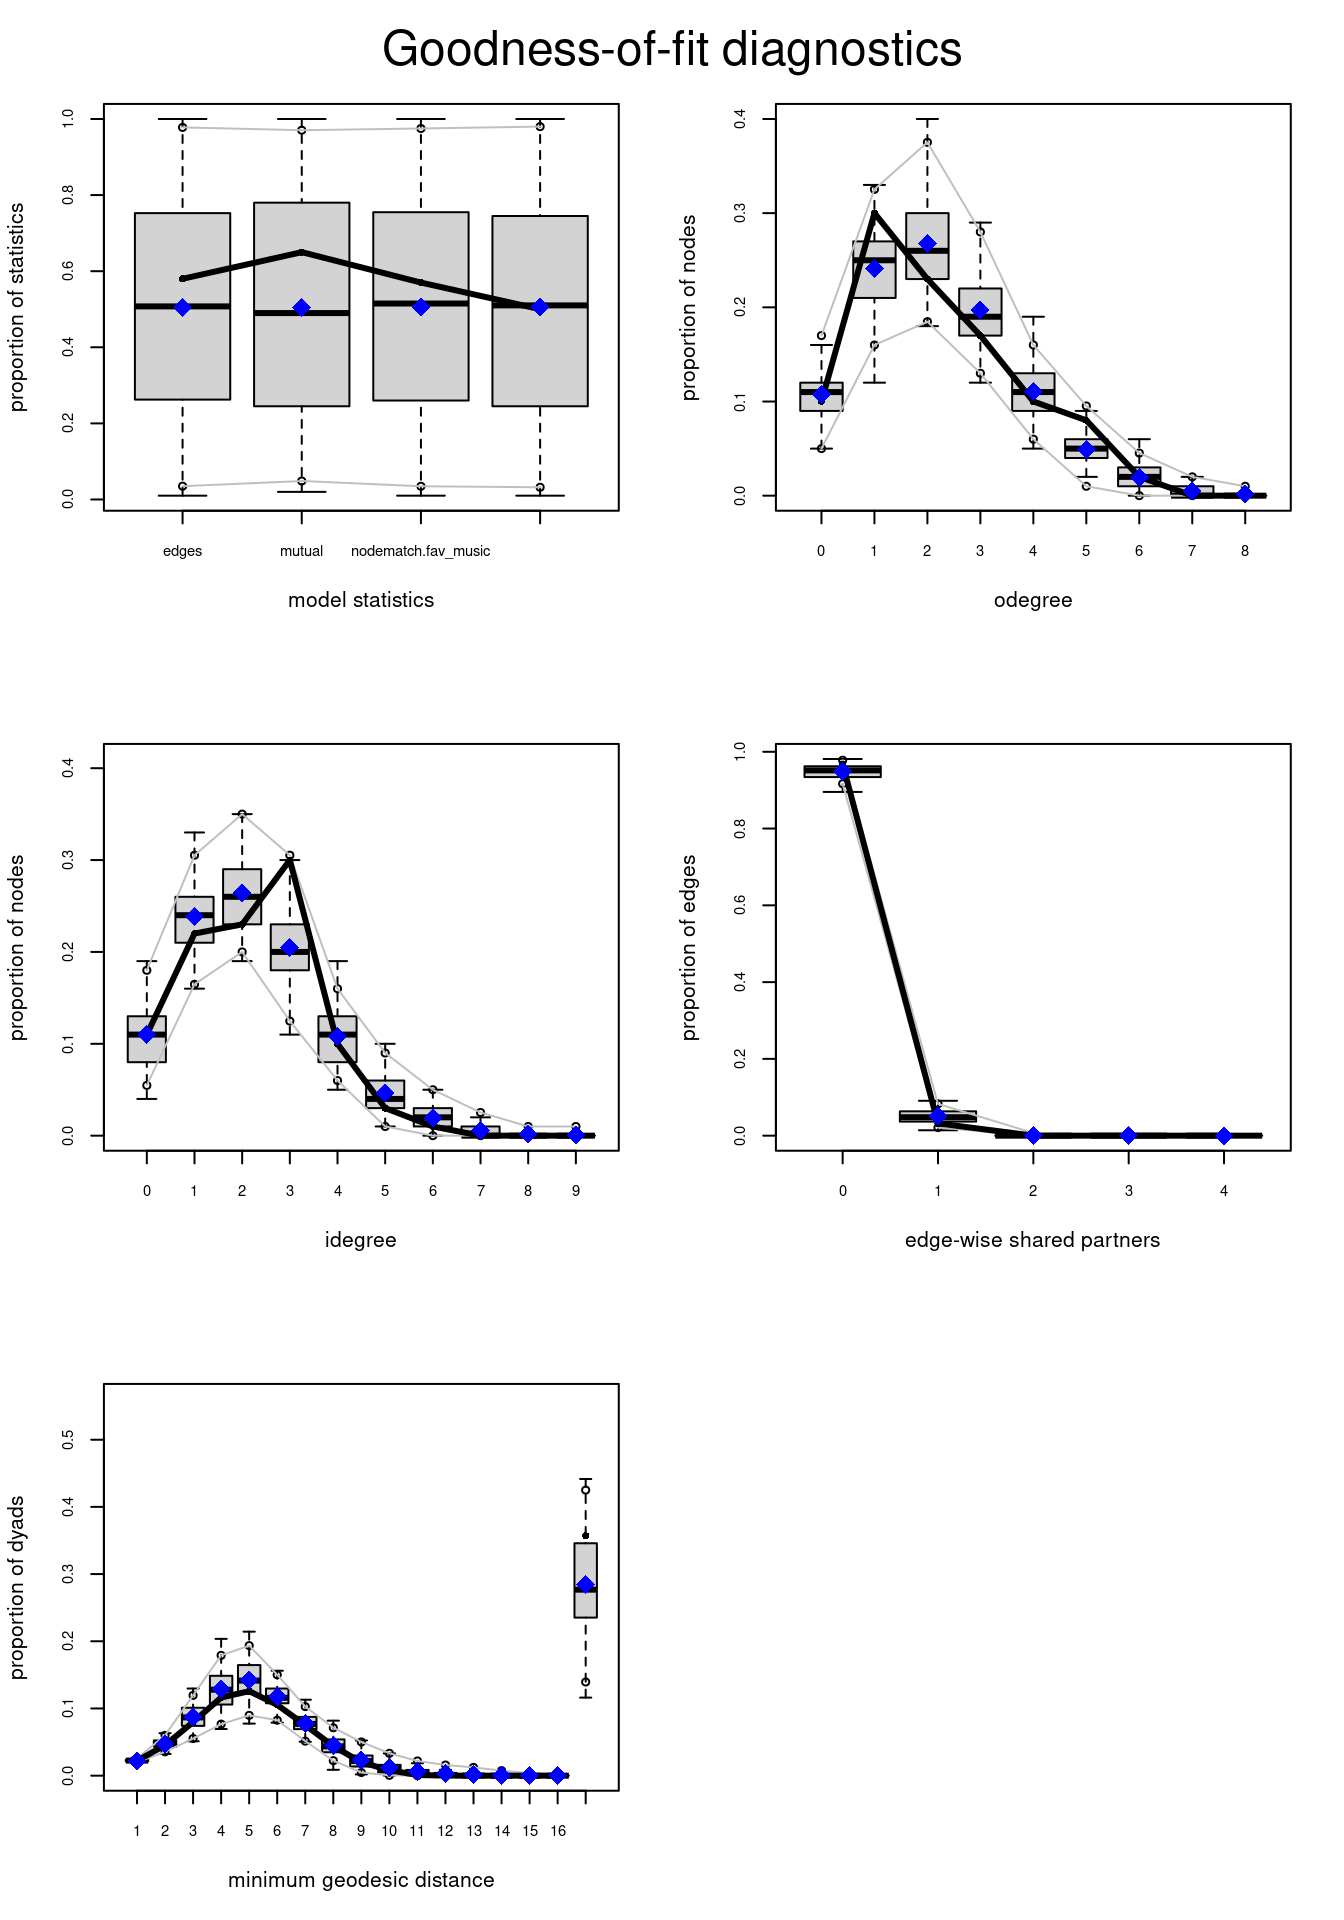 Goodness-of-fit diagnostics
proportion of statistics
1.0
0.8
0.6
0.4
0.2
0.0
edges mutual nodematch.fav_music
model statistics
proportion of nodes
0.4
0.3
0.2
0.1
0.0
0 1 2 3 4 5 6 7 8
odegree
proportion of nodes
0.4
0.3
0.2
0.1
0.0
0 1 2 3 4 5 6 7 8 9
idegree
proportion of edges
1.0
0.8
0.6
0.4
0.2
0.0
0 1 2 3 4
edge-wise shared partners
proportion of dyads
0.5
0.4
0.3
0.2
0.1
0.0
1 2 3 4 5 6 7 8 9 10 11 12 13 14 15 16
minimum geodesic distance